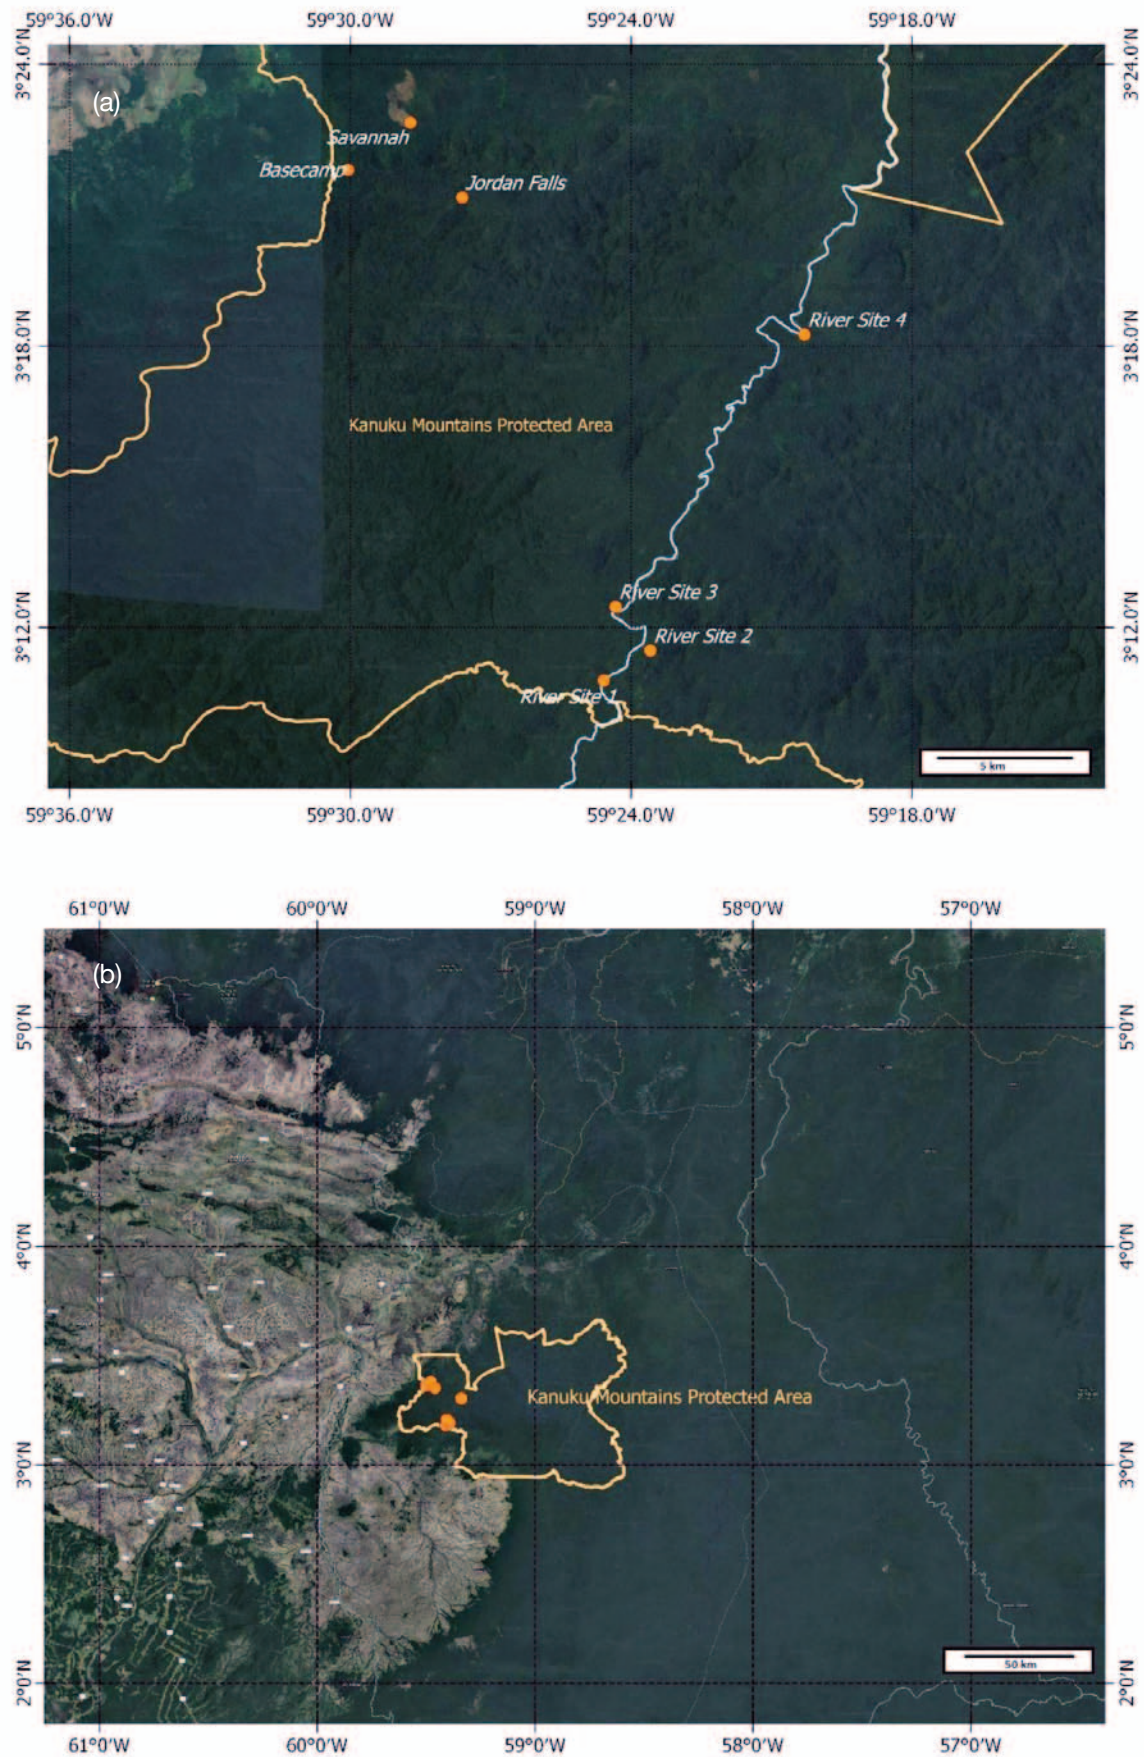 59°36.0'W 59°30.0'W 59°24.0'W 59°18.0'W
3°24.0'N 3°24.0'N
(a)
Savannah
Basecamp
Jordan Falls
River Site 4
3°18.0'N 3°18.0'N
Kanuku Mountains Protected Area
River Site 3
3°12.0'N 3°12.0'N
River Site 2
River Site 1
5 km
59°36.0'W 59°30.0'W 59°24.0'W 59°18.0'W
61°0'W 60°0'W 59°0'W 58°0'W 57°0'W
(b)
5°0'N 5°0'N
4°0'N 4°0'N
Kanuku Mountains Protected Area
3°0'N 3°0'N
50 km
2°0'N 2°0'N
61°0'W 60°0'W 59°0'W 58°0'W 57°0'W